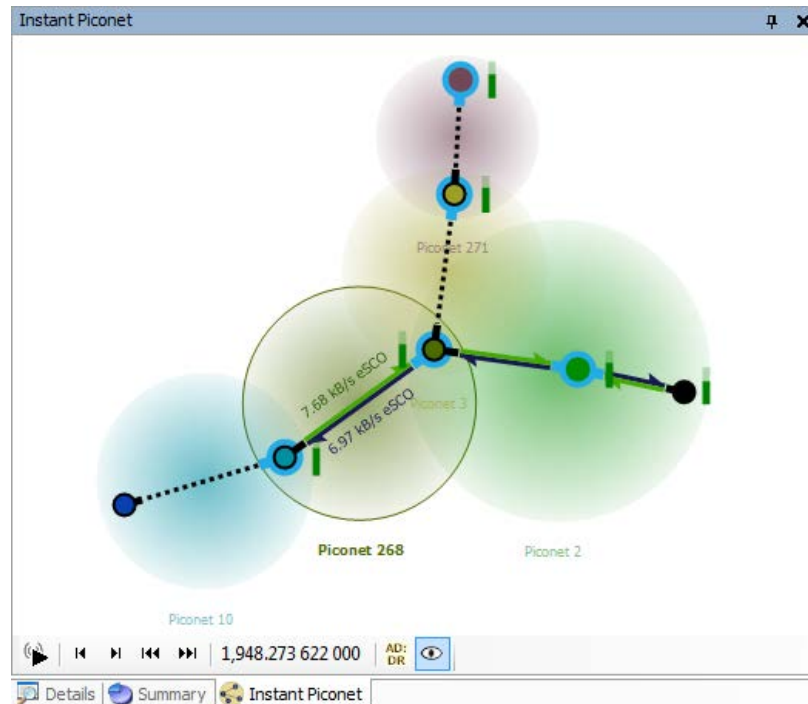 Instant Piconet
Piconet 271
7.68 kB/s eSCO
6.97 kB/s eSCO
Piconet 3
Piconet 268
Piconet 2
Piconet 10
1,948.273 622 000
AD:
DR
Details
Summary
Instant Piconet